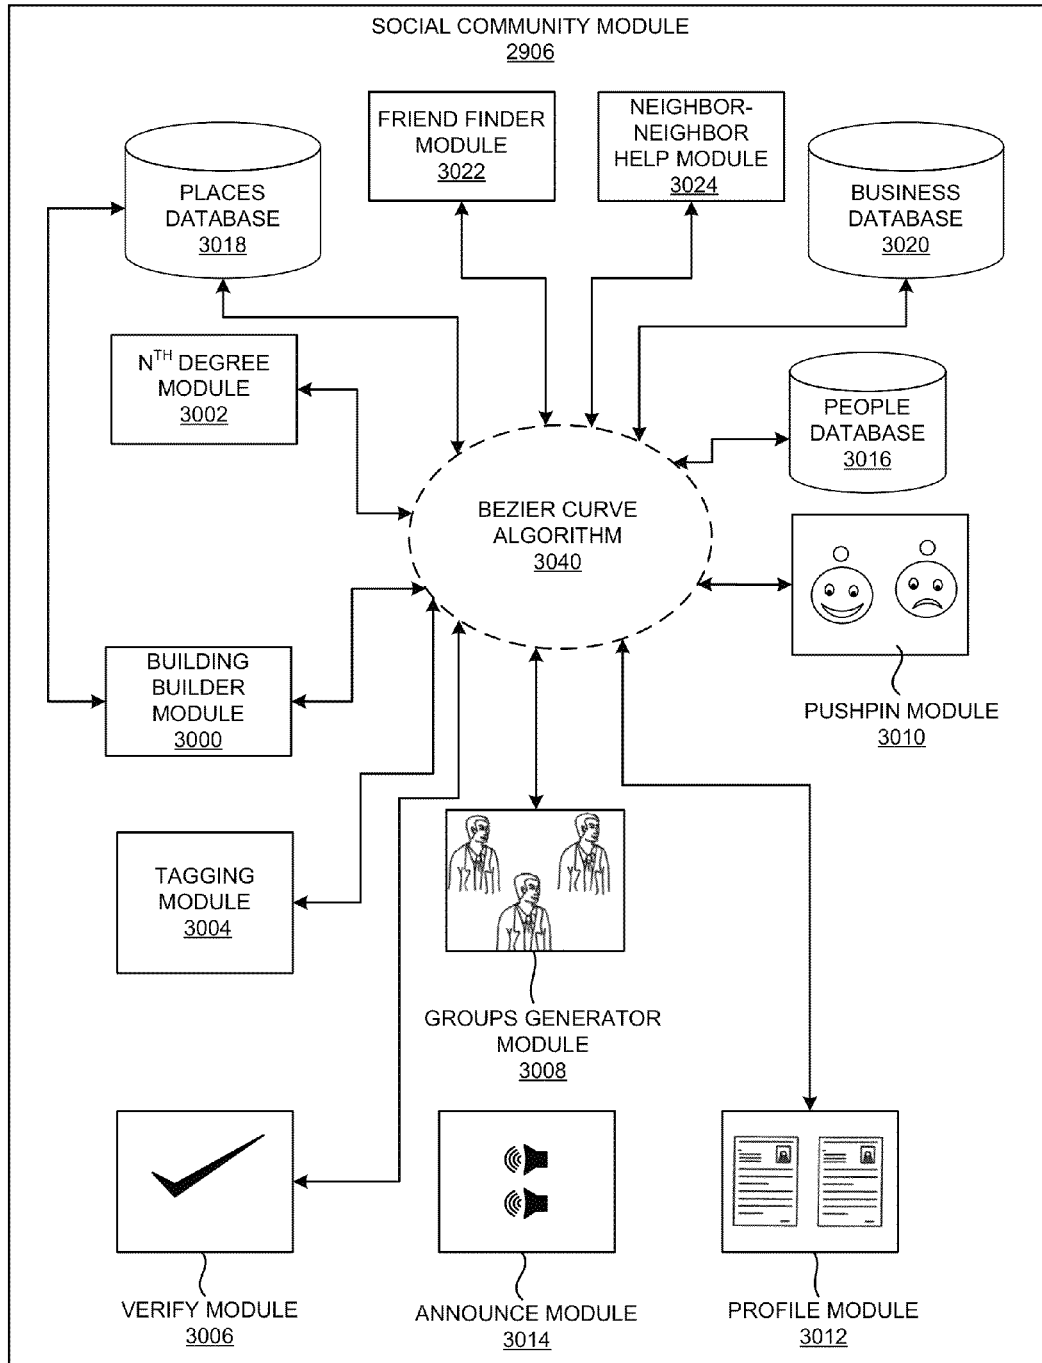 SOCIAL COMMUNITY MODULE
2906
FRIEND FINDER
MODULE
3022
NEIGHBOR-
NEIGHBOR
HELP MODULE
3024
PLACES
DATABASE
3018
BUSINESS
DATABASE
3020
NTH DEGREE
MODULE
3002
PEOPLE
DATABASE
3016
BEZIER CURVE
ALGORITHM
3040
BUILDING
BUILDER
MODULE
3000
PUSHPIN MODULE
3010
TAGGING
MODULE
3004
GROUPS GENERATOR
MODULE
3008
VERIFY MODULE
3006
ANNOUNCE MODULE
3014
PROFILE MODULE
3012